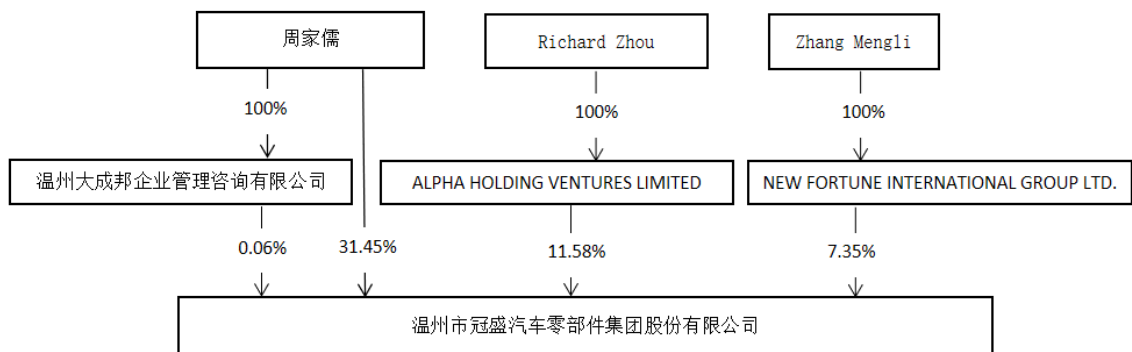 周家儒
Richard Zhou
Zhang Mengli
100%
100%
100%
温州大成邦企业管理咨询有限公司
ALPHA HOLDING VENTURES LIMITED
NEW FORTUNE INTERNATIONAL GROUP LTD.
0.06%
31.45%
11.58%
7.35%
温州市冠盛汽车零部件集团股份有限公司